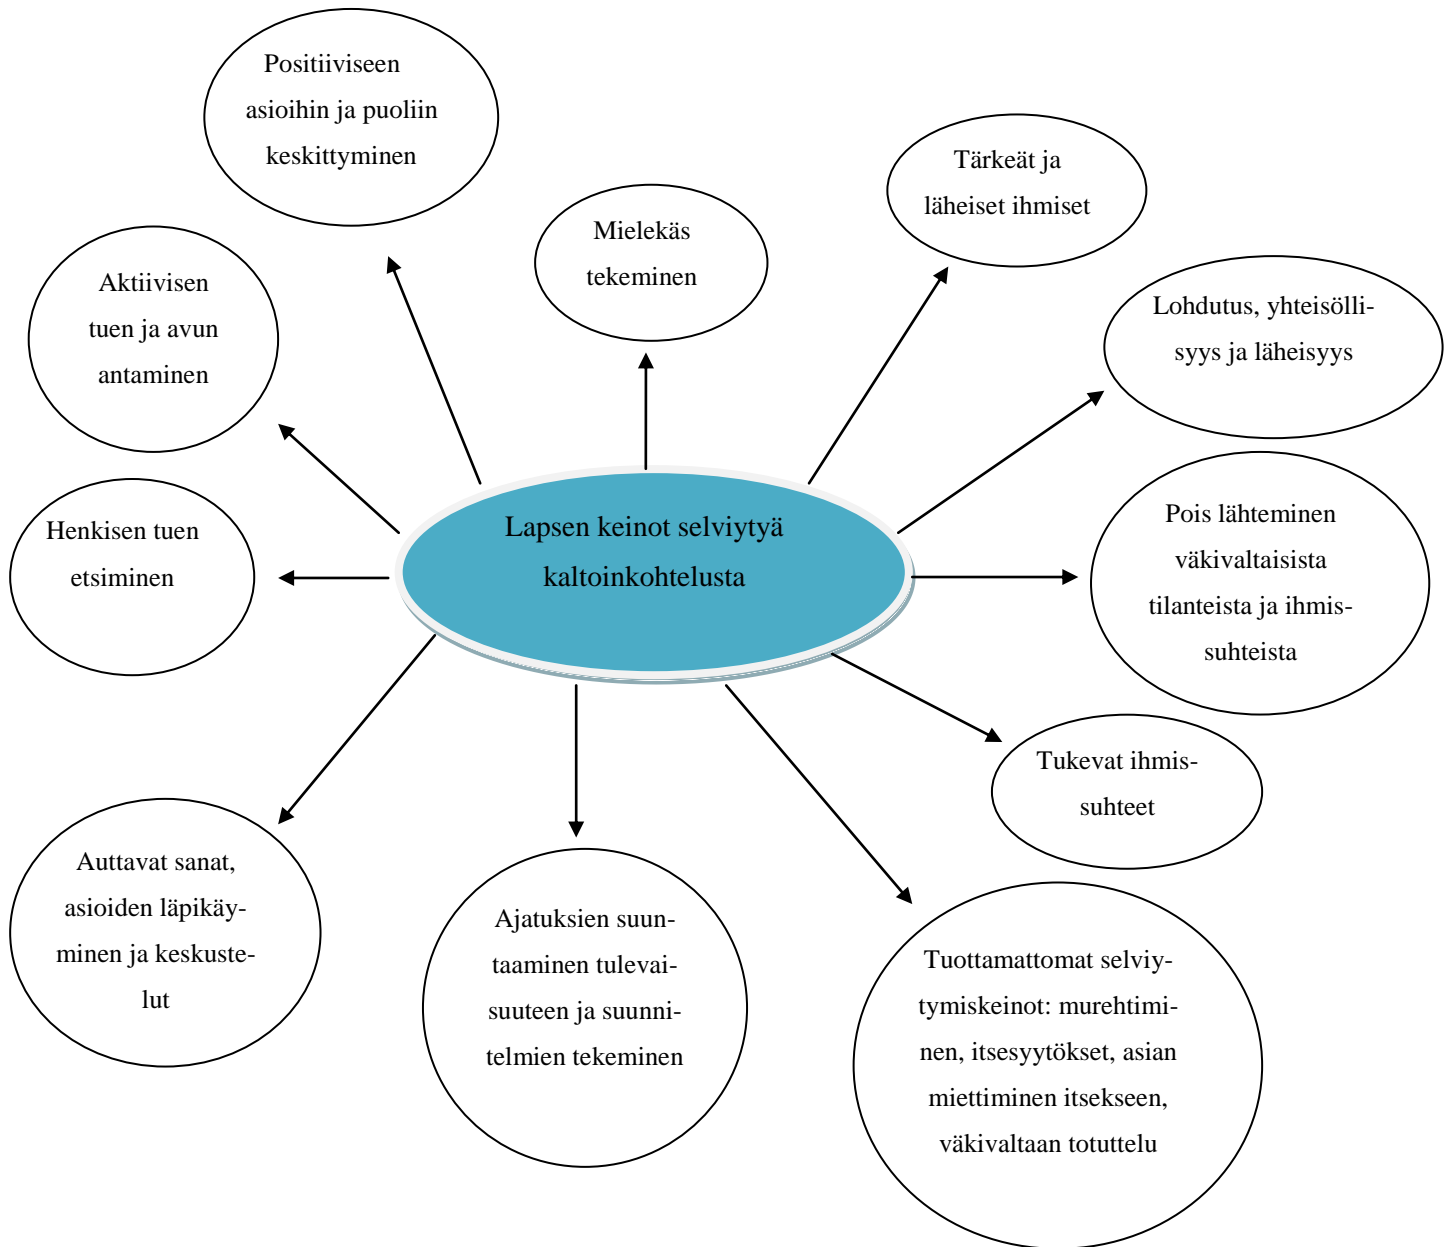 Positiiviseen
asioihin ja puoliin
keskittyminen
Tärkeät ja
läheiset ihmiset
Mielekäs
tekeminen
Aktiivisen
tuen ja avun
antaminen
Lohdutus, yhteisölli-
syys ja läheisyys
Henkisen tuen
etsiminen
Lapsen keinot selviytyä
kaltoinkohtelusta
Pois lähteminen
väkivaltaisista
tilanteista ja ihmis-
suhteista
Tukevat ihmis-
suhteet
Auttavat sanat,
asioiden läpikäy-
minen ja keskuste-
lut
Ajatuksien suun-
taaminen tulevai-
suuteen ja suunni-
telmien tekeminen
Tuottamattomat selviy-
tymiskeinot: murehtimi-
nen, itsesyytökset, asian
miettiminen itsekseen,
väkivaltaan totuttelu